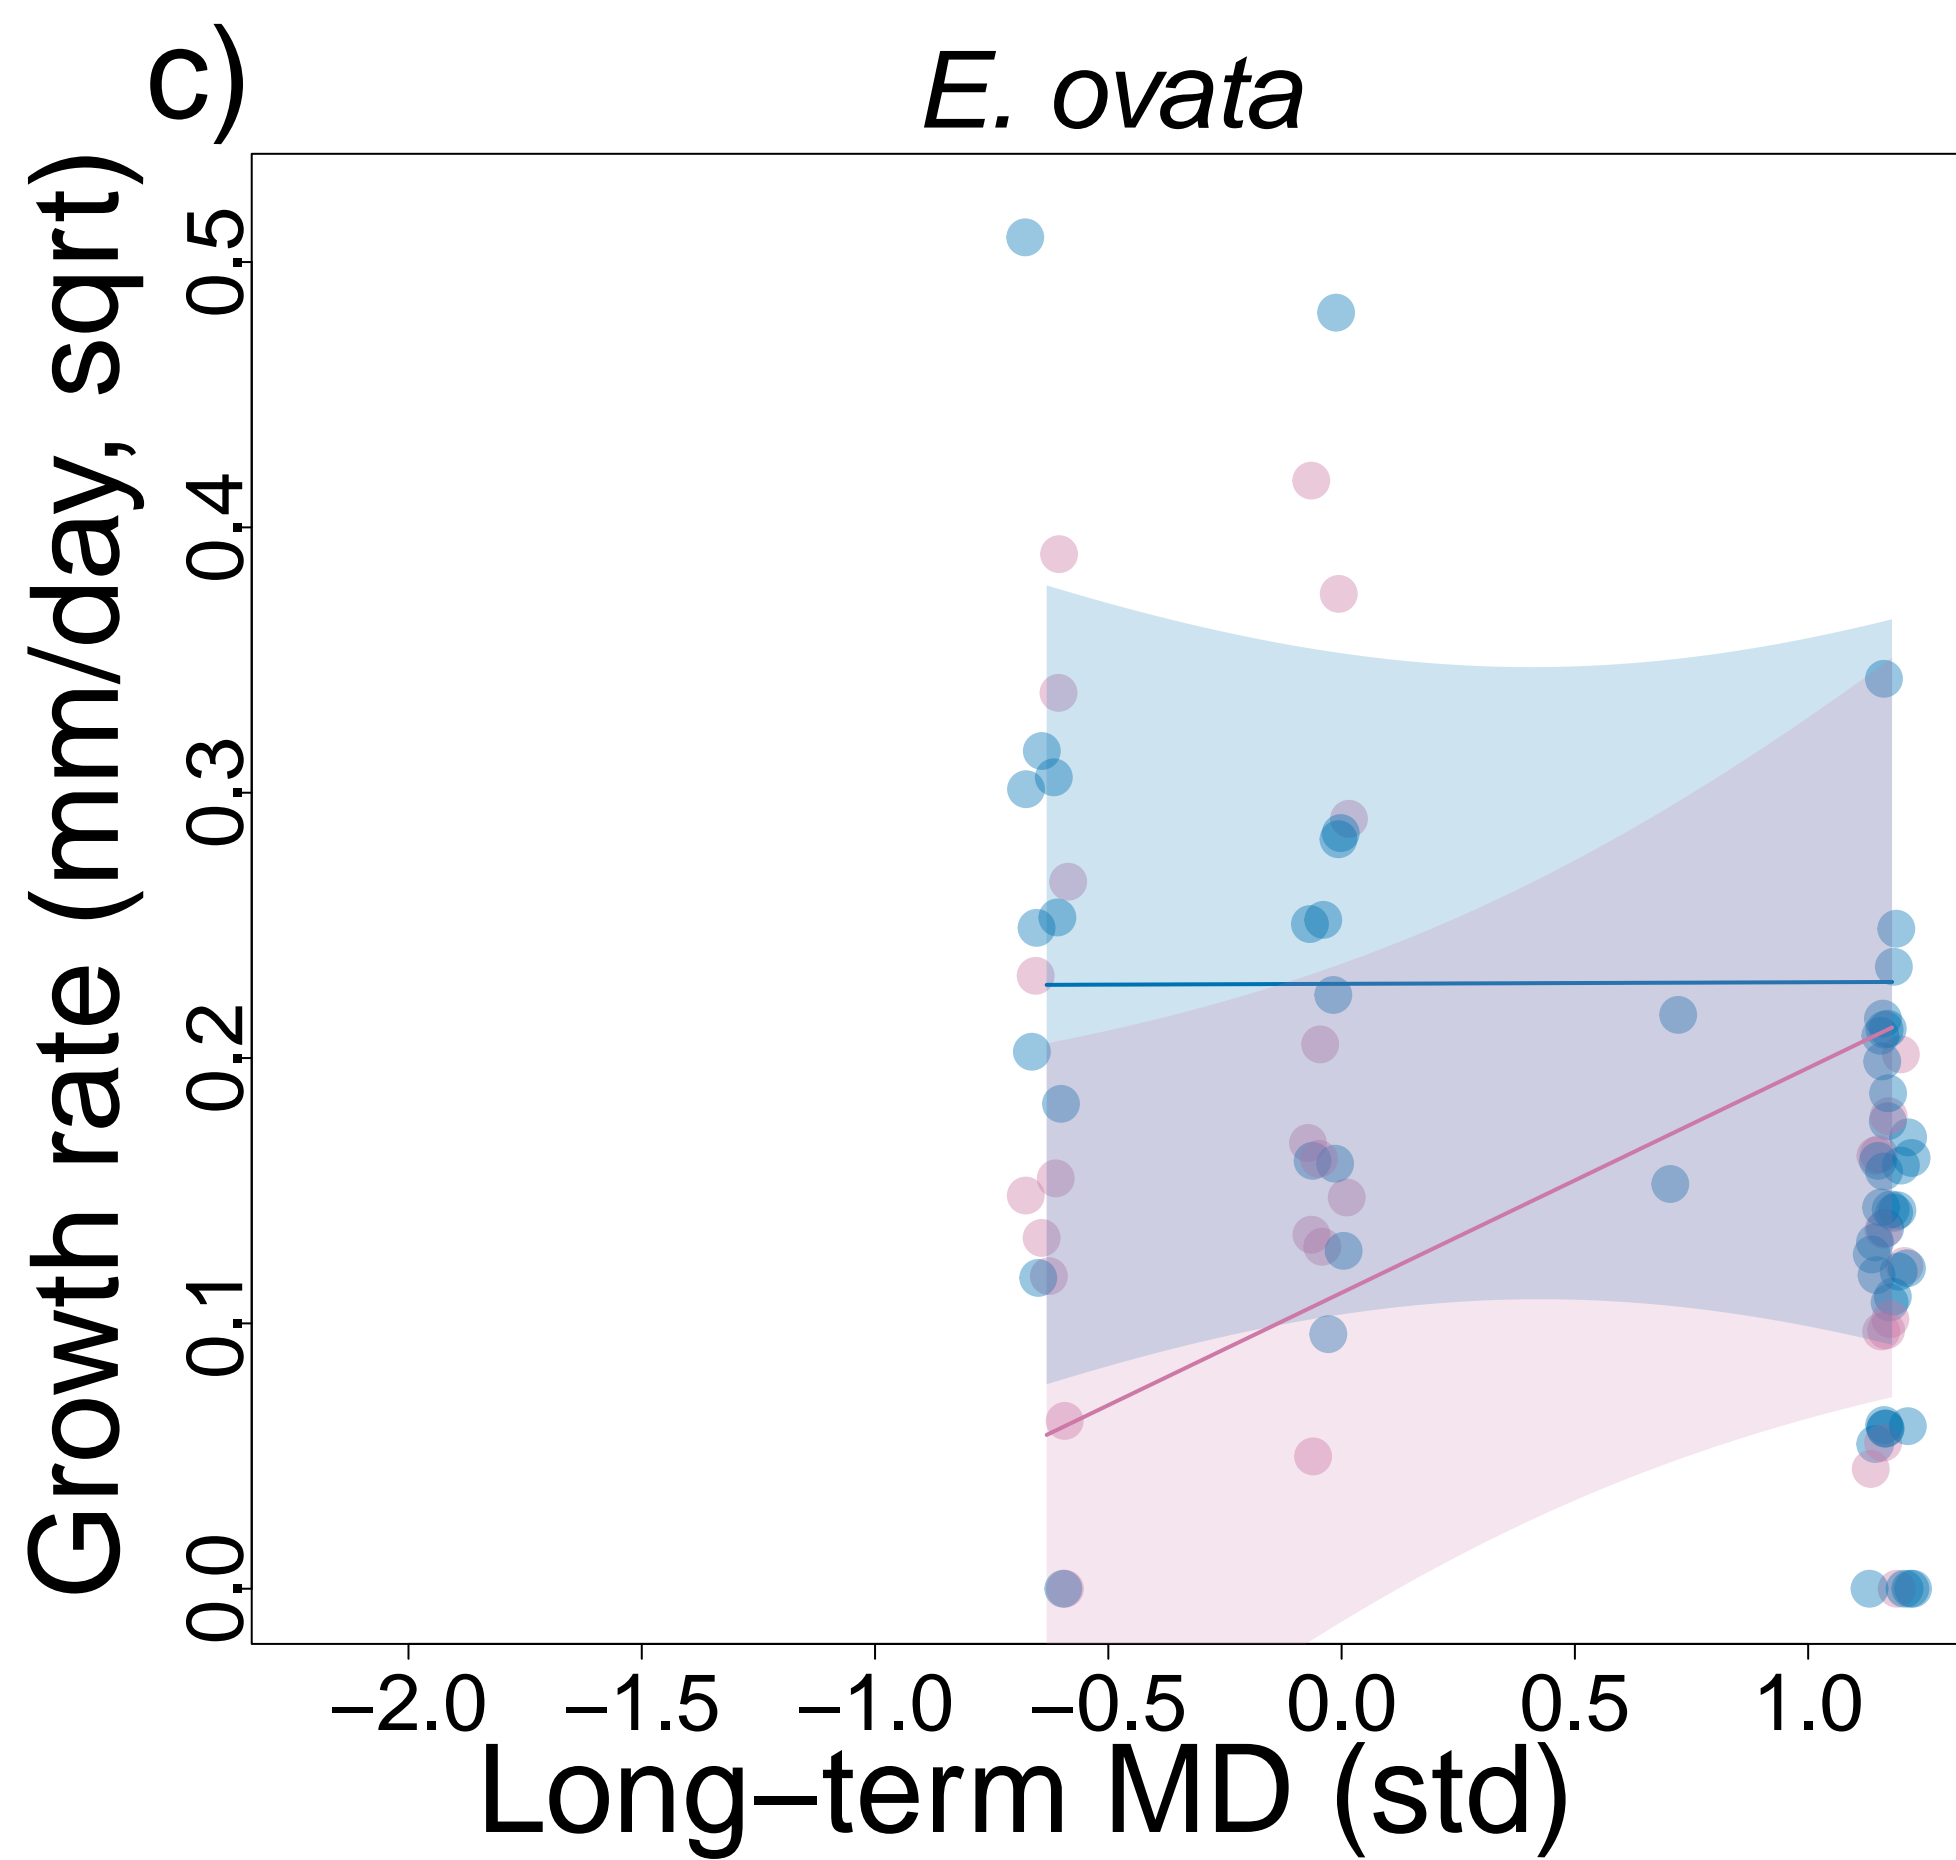 c)
E. ovata
Growth rate (mm/day, sqrt)
0.5
0.4
0.3
0.2
0.1
0.0
−2.0 −1.5 −1.0 −0.5 0.0 0.5 1.0
Long−term MD (std)